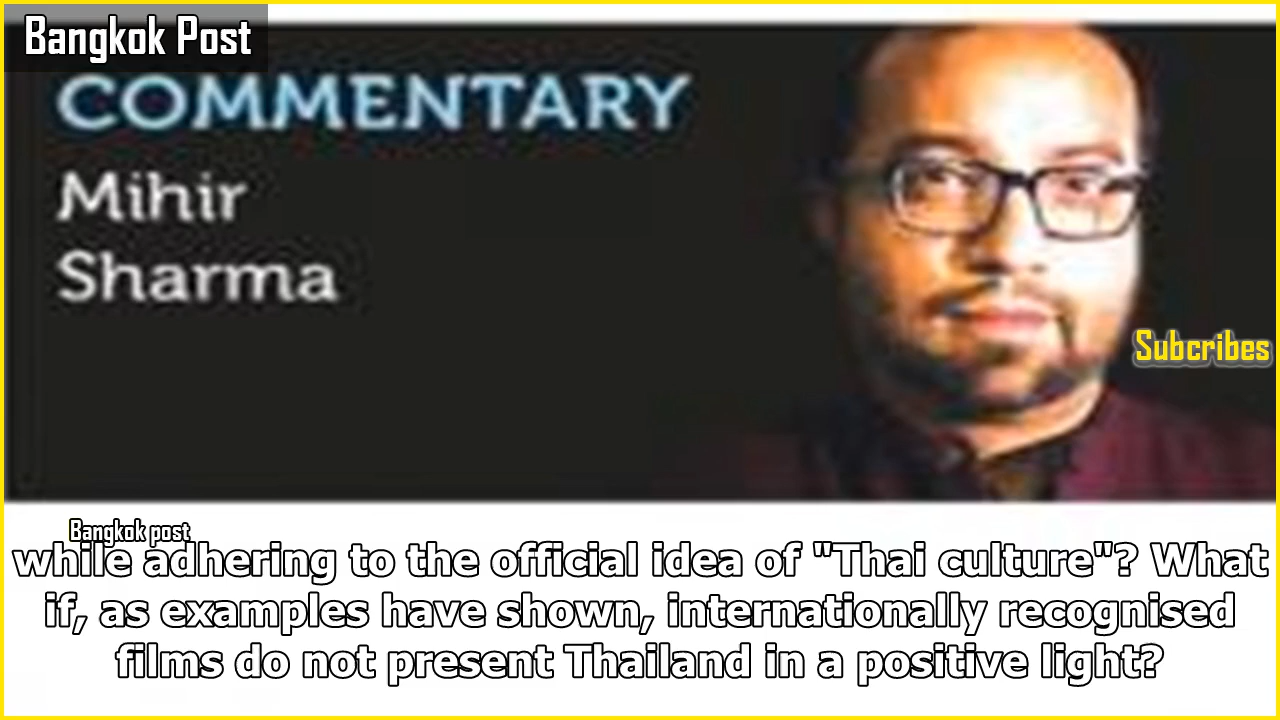 Bangkok Post
COMMENTARY
Mihir
Sharma
Subcribes
Bangkok post
while adhering to the official idea of "Thai culture"? What
if, as examples have shown, internationally recognised
films do not present Thailand in a positive light?